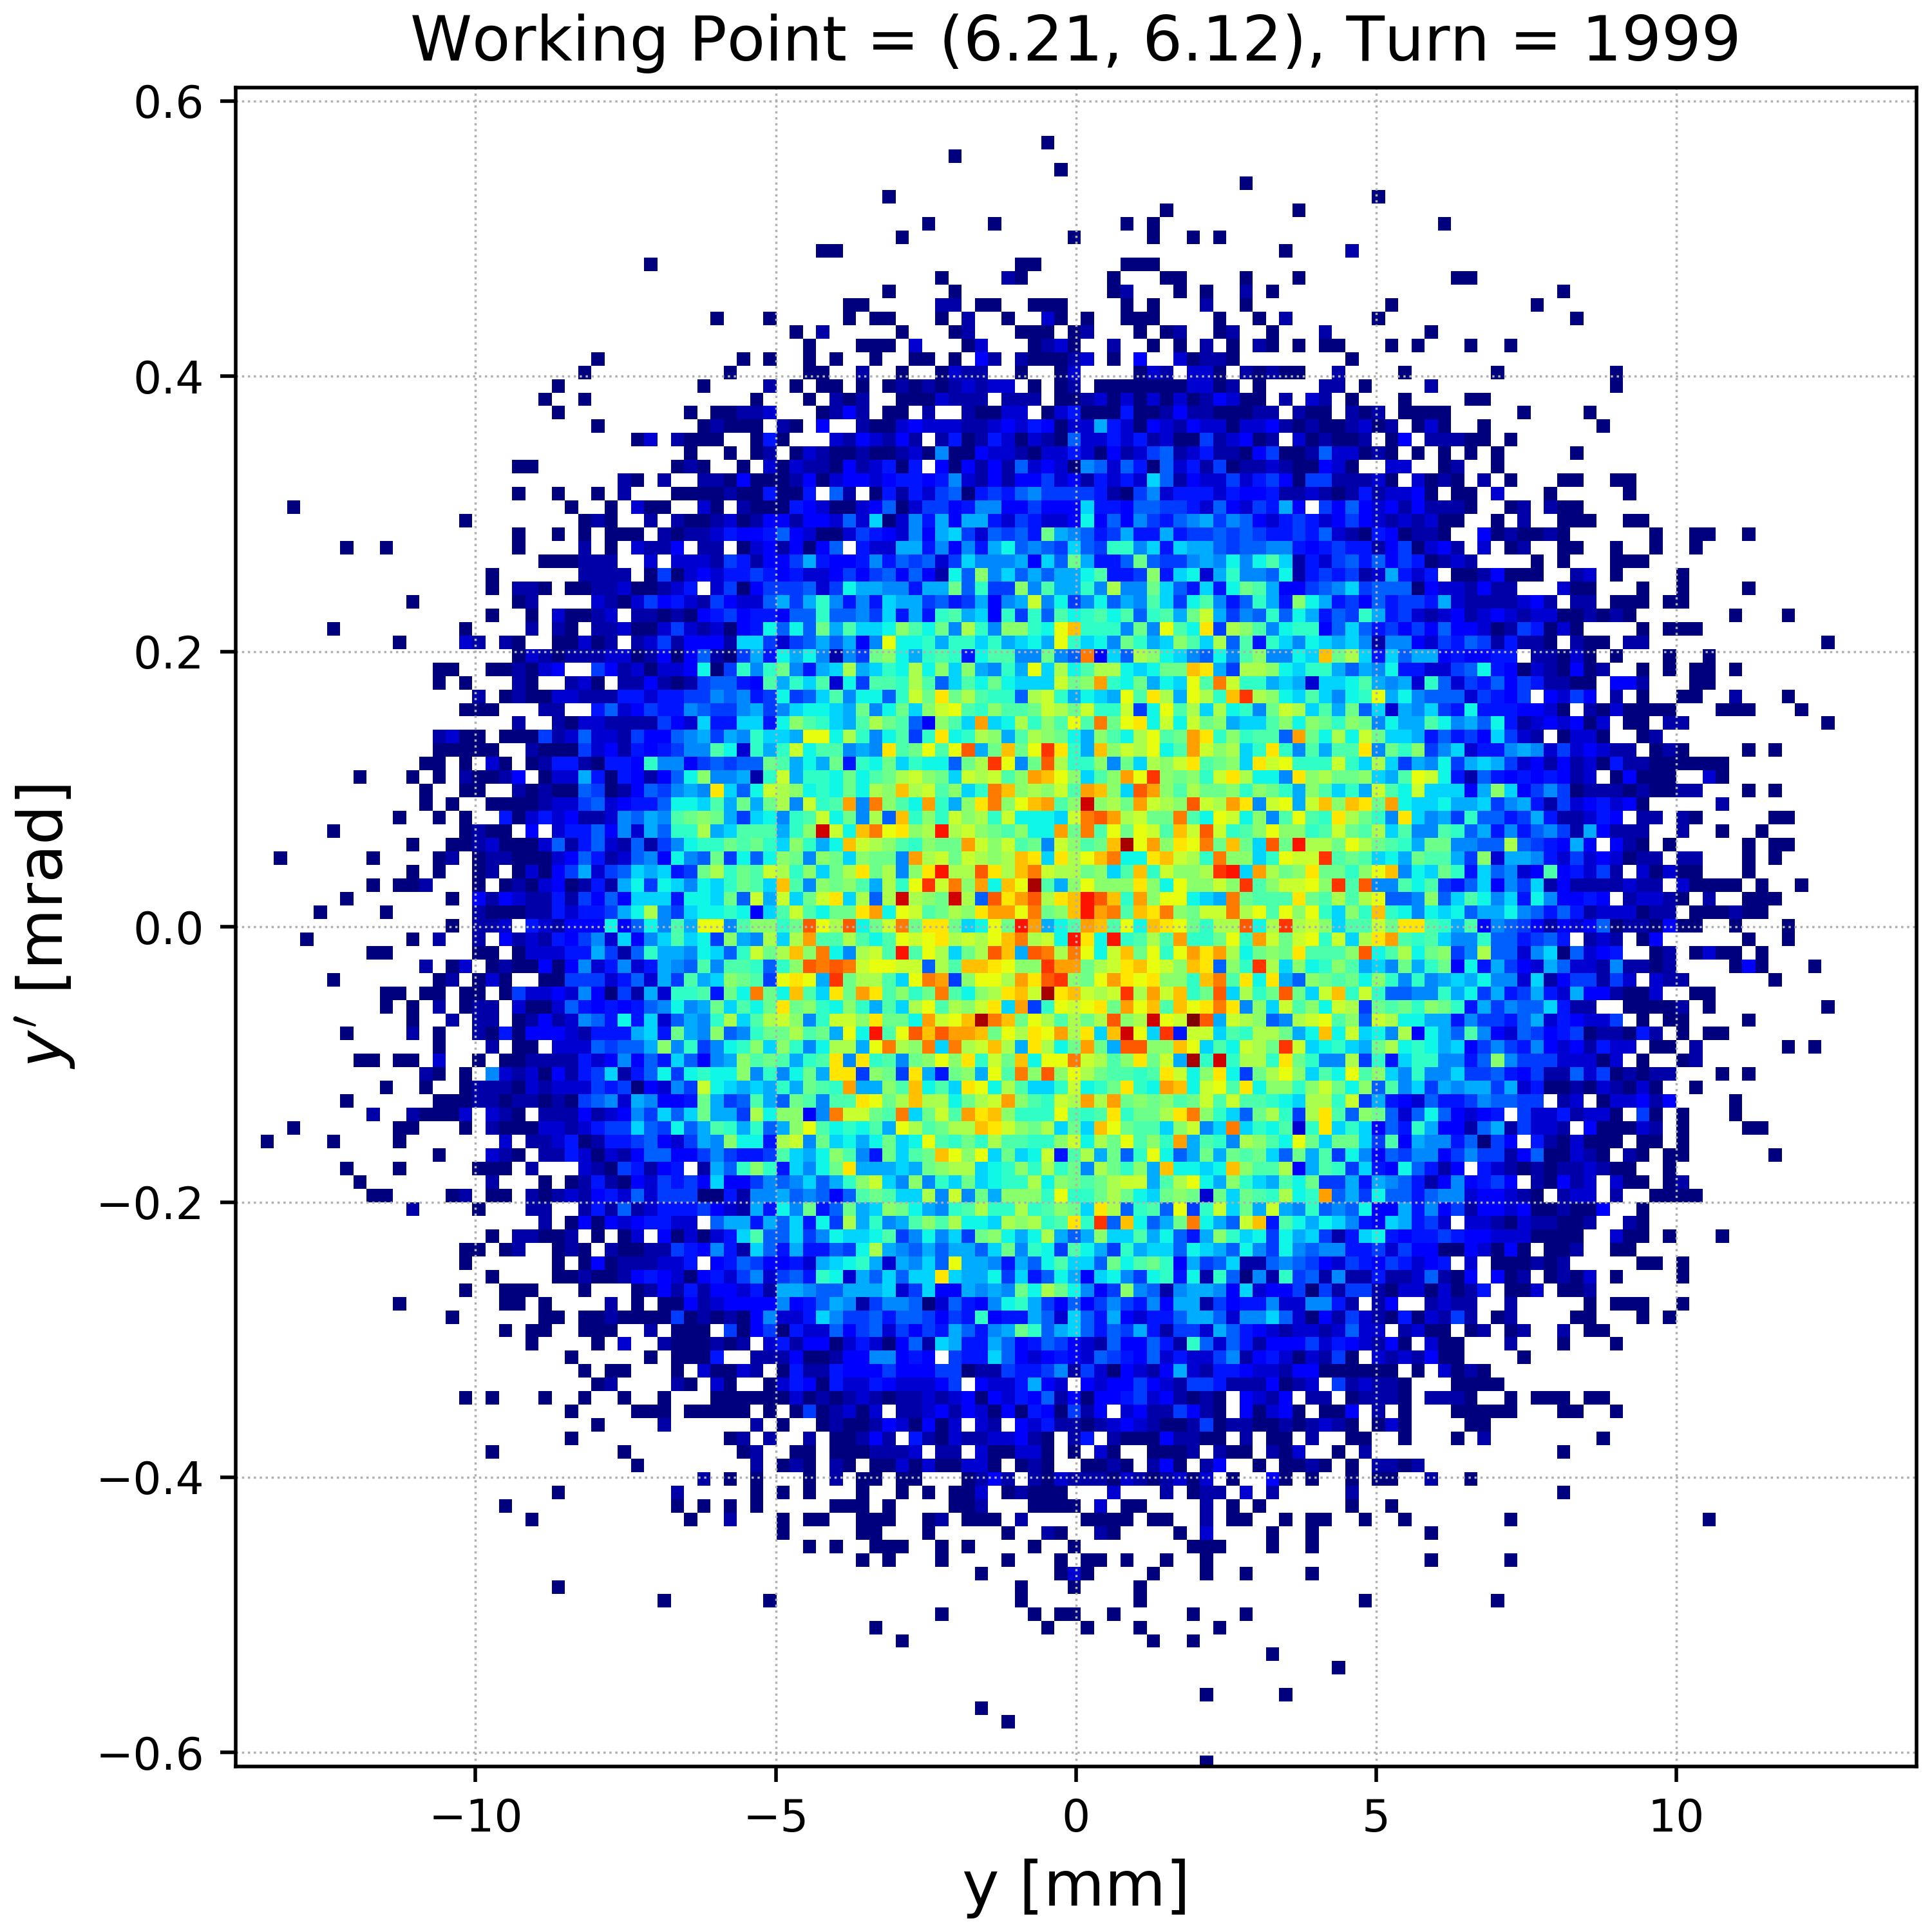 Working Point = (6.21, 6.12), Turn = 1999
0.6
0.4
0.2
0.0
−0.2
−0.4
−0.6
y′ [mrad]
−10 −5 0 5 10
y [mm]